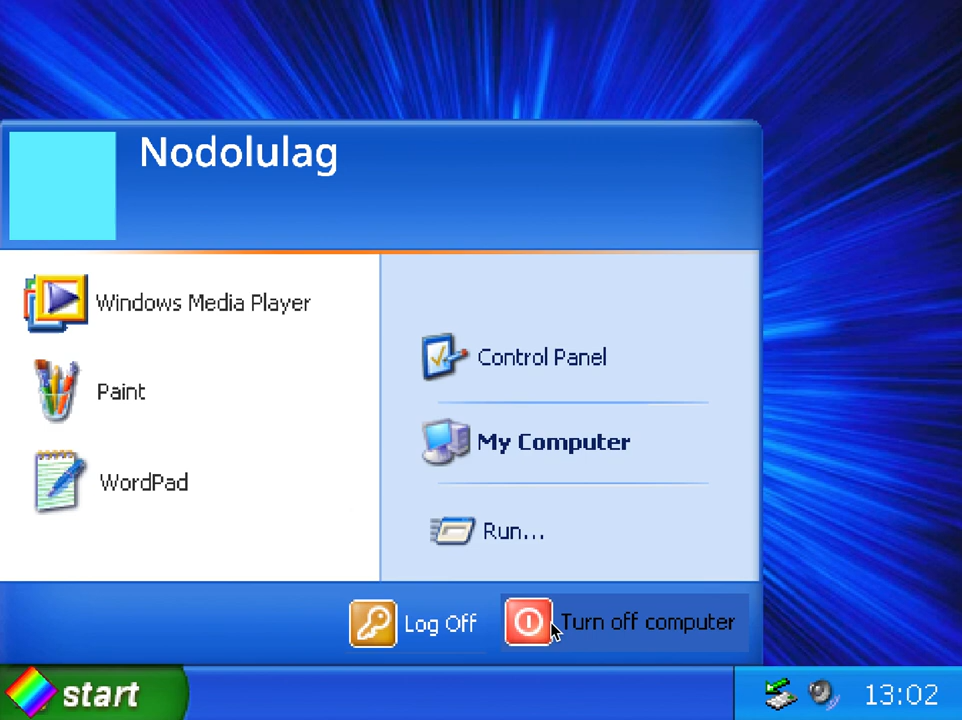 Nodolulag
Windows Media Player
Paint
WordPad
Control Panel
My Computer
Run...
Log Off
Turn off computer
start
13:02